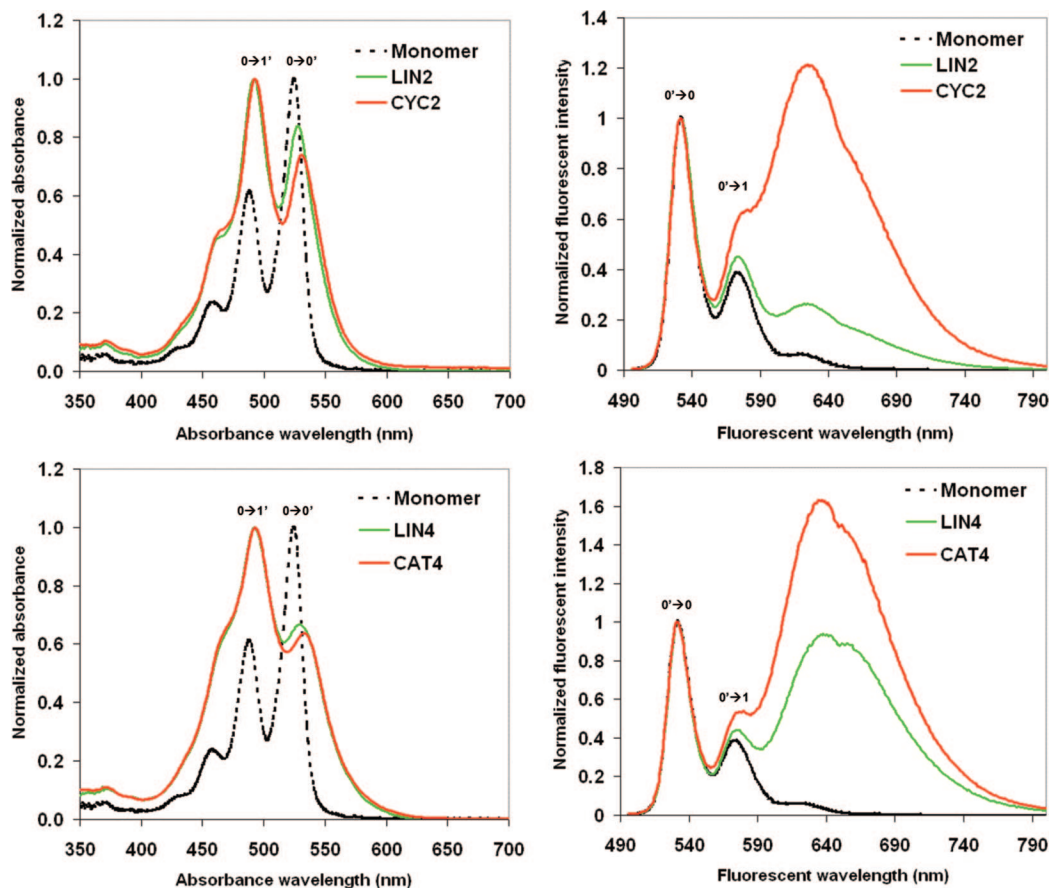 1.2
1.0
0.8
0.6
0.4
0.2
0.0
Normalized absorbance
0→1' 0→0'
Monomer
LIN2
CYC2
350 400 450 500 550 600 650 700
Absorbance wavelength (nm)
1.4
1.2
1
0.8
0.6
0.4
0.2
0
Normalized fluorescent intensity
0'→0
0'→1
Monomer
LIN2
CYC2
490 540 590 640 690 740 790
Fluorescent wavelength (nm)
1.2
1.0
0.8
0.6
0.4
0.2
0.0
Normalized absorbance
0→1' 0→0'
Monomer
LIN4
CAT4
350 400 450 500 550 600 650 700
Absorbance wavelength (nm)
1.8
1.6
1.4
1.2
1
0.8
0.6
0.4
0.2
0
Normalized fluorescent intensity
0'→0
0'→1
Monomer
LIN4
CAT4
490 540 590 640 690 740 790
Fluorescent wavelength (nm)